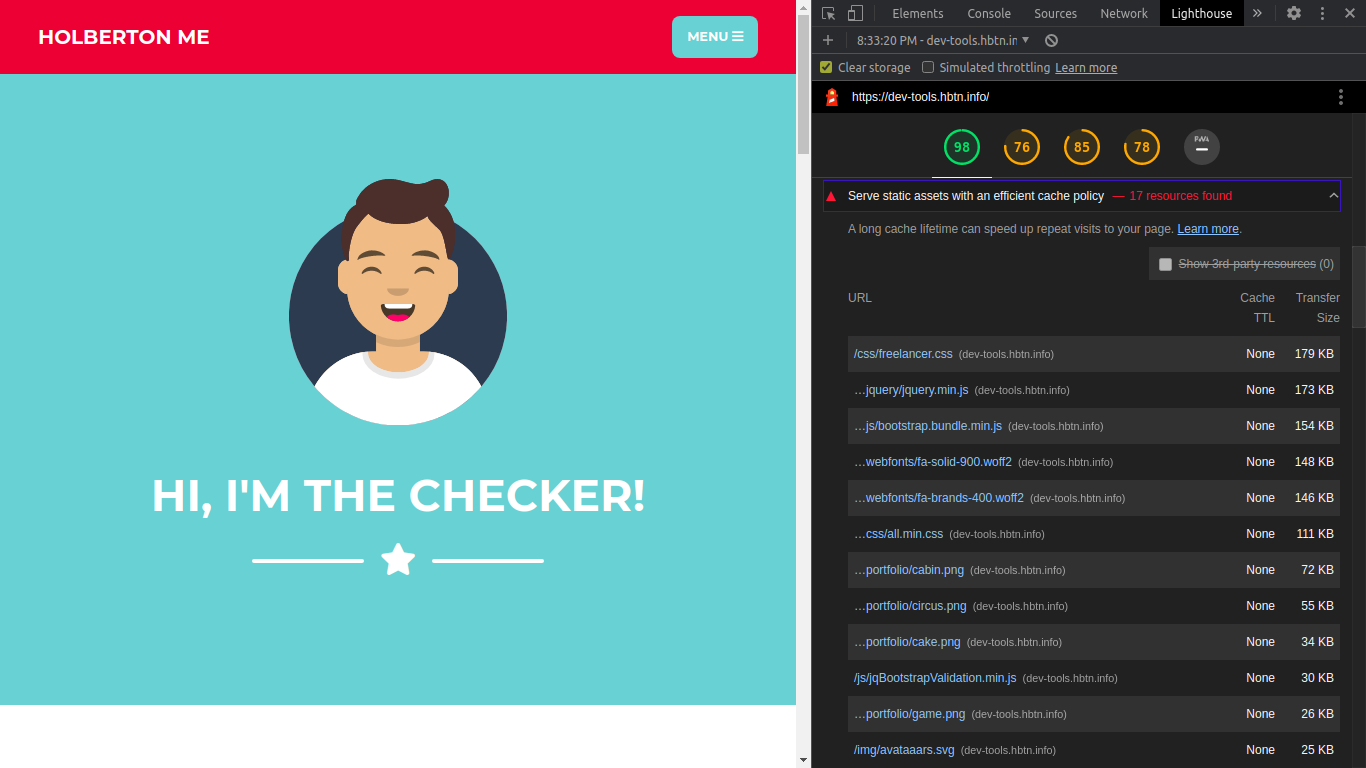 HOLBERTON ME
MENU
HI, I'M THE CHECKER!
Elements Console Sources Network Lighthouse »
8:33:20 PM - dev-tools.hbtn.in
Clear storage Simulated throttling Learn more
https://dev-tools.hbtn.info/
98 76 85 78 PWA
Serve static assets with an efficient cache policy — 17 resources found
A long cache lifetime can speed up repeat visits to your page. Learn more.
Show 3rd-party resources (0)
URL Cache Transfer
TTL Size
/css/freelancer.css (dev-tools.hbtn.info) None 179 KB
…jquery/jquery.min.js (dev-tools.hbtn.info) None 173 KB
…js/bootstrap.bundle.min.js (dev-tools.hbtn.info) None 154 KB
…webfonts/fa-solid-900.woff2 (dev-tools.hbtn.info) None 148 KB
…webfonts/fa-brands-400.woff2 (dev-tools.hbtn.info) None 146 KB
…css/all.min.css (dev-tools.hbtn.info) None 111 KB
…portfolio/cabin.png (dev-tools.hbtn.info) None 72 KB
…portfolio/circus.png (dev-tools.hbtn.info) None 55 KB
…portfolio/cake.png (dev-tools.hbtn.info) None 34 KB
/js/jqBootstrapValidation.min.js (dev-tools.hbtn.info) None 30 KB
…portfolio/game.png (dev-tools.hbtn.info) None 26 KB
/img/avataaars.svg (dev-tools.hbtn.info) None 25 KB